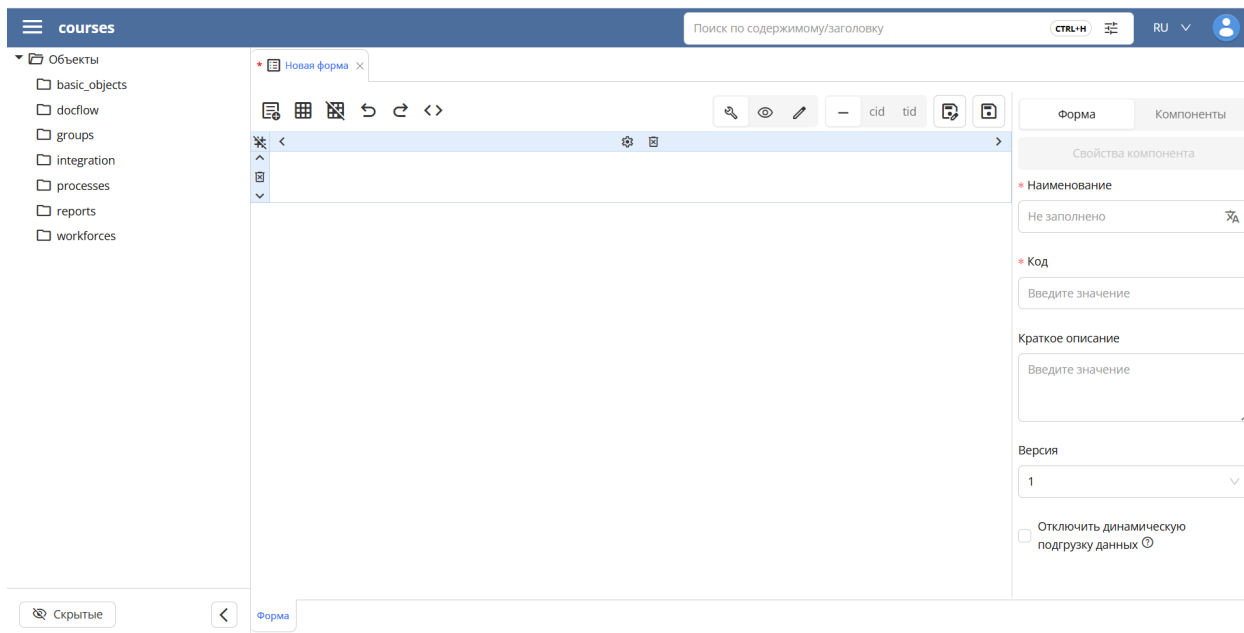 courses
Поиск по содержимому/заголовку
CTRL+H
RU
Объекты
basic_objects
docflow
groups
integration
processes
reports
workforces
* Новая форма
cid
tid
Форма
Компоненты
Свойства компонента
* Наименование
Не заполнено
* Код
Введите значение
Краткое описание
Введите значение
Версия
1
Отключить динамическую
подгрузку данных
Скрытые
Форма